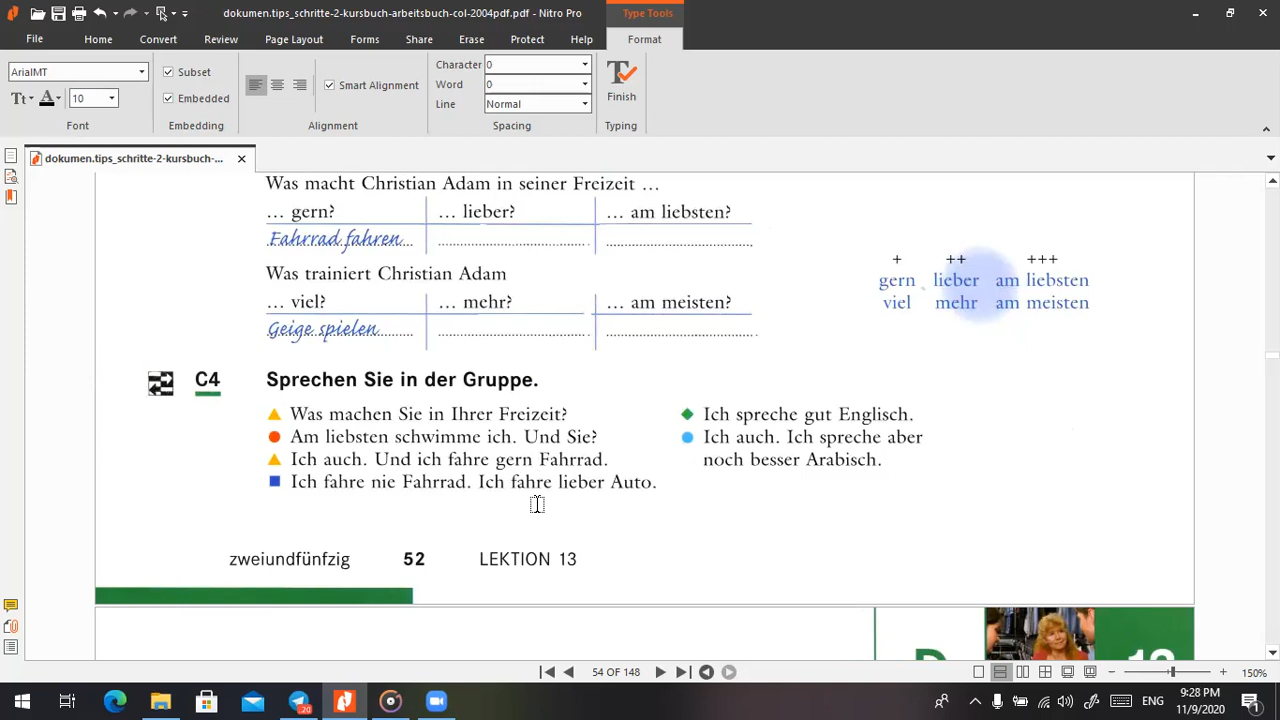 dokumen.tips_schritte-2-kursbuch-arbeitsbuch-col-2004pdf.pdf - Nitro Pro
Type Tools
File Home Convert Review Page Layout Forms Share Erase Protect Help Format
ArialMT
Subset
Smart Alignment
Character 0
Tt A 10
Embedded
Word 0
Line Normal
Finish
Font Embedding Alignment Spacing Typing
dokumen.tips_schritte-2-kursbuch-...
Was macht Christian Adam in seiner Freizeit …
… gern? … lieber? … am liebsten?
Fahrrad fahren
Was trainiert Christian Adam
… viel? … mehr? … am meisten?
Geige spielen
+ ++ +++
gern lieber am liebsten
viel mehr am meisten
C4 Sprechen Sie in der Gruppe.
Was machen Sie in Ihrer Freizeit?
Am liebsten schwimme ich. Und Sie?
Ich auch. Und ich fahre gern Fahrrad.
Ich fahre nie Fahrrad. Ich fahre lieber Auto.
Ich spreche gut Englisch.
Ich auch. Ich spreche aber
noch besser Arabisch.
zweiundfünfzig 52 LEKTION 13
54 OF 148
150%
20
ENG
9:28 PM
11/9/2020
1